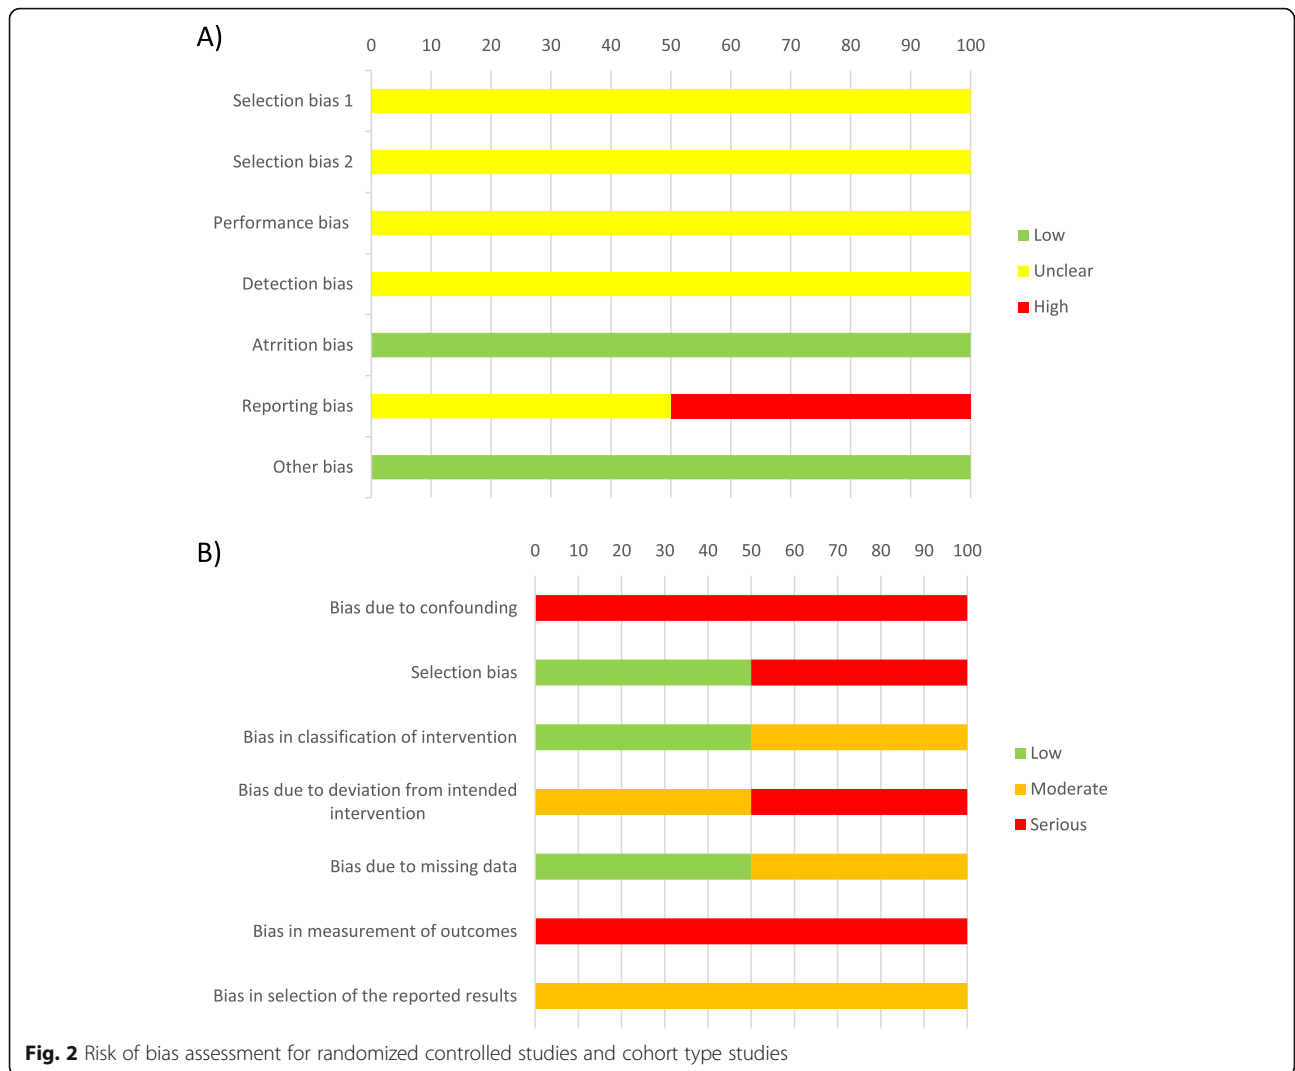 A)
0 10 20 30 40 50 60 70 80 90 100
Selection bias 1
Selection bias 2
Performance bias
Detection bias
Atrrition bias
Reporting bias
Other bias
Low
Unclear
High
B)
0 10 20 30 40 50 60 70 80 90 100
Bias due to confounding
Selection bias
Bias in classification of intervention
Bias due to deviation from intended
intervention
Bias due to missing data
Bias in measurement of outcomes
Bias in selection of the reported results
Low
Moderate
Serious
Fig. 2 Risk of bias assessment for randomized controlled studies and cohort type studies